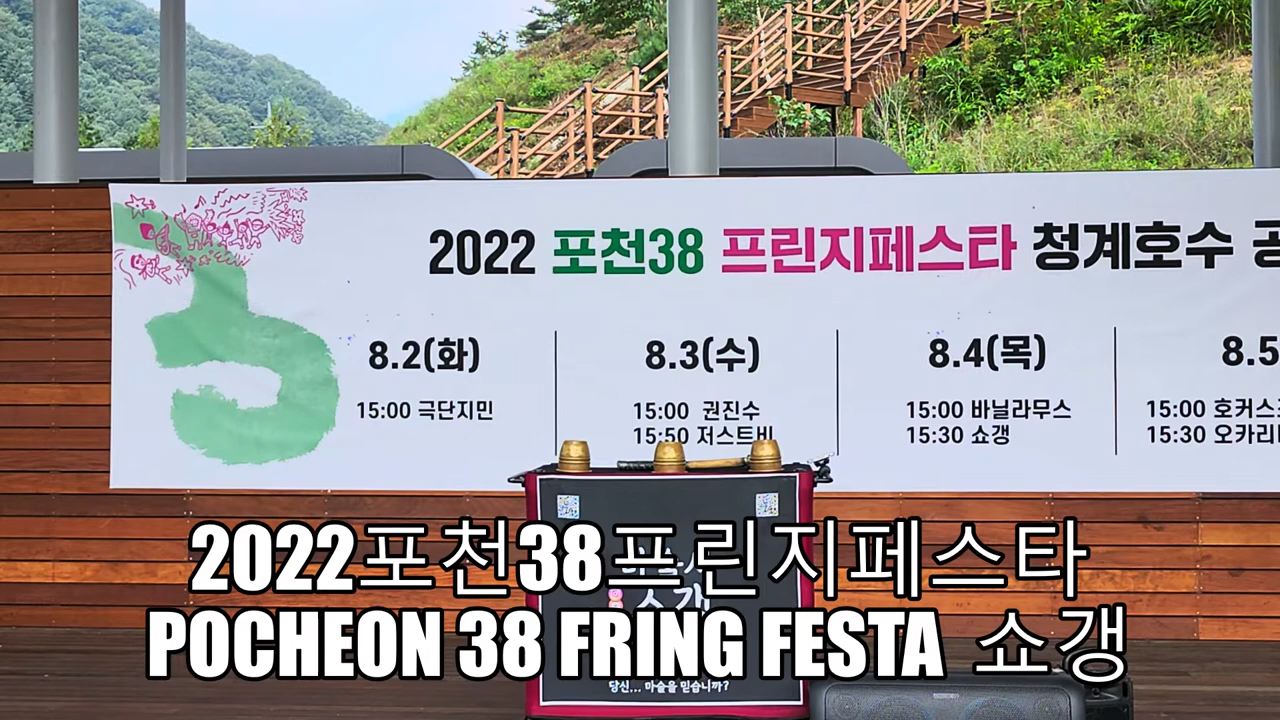 2022 포천38 프린지페스타 청계호수
8.2(화)
15:00 극단지민
8.3(수)
15:00 권진수
15:50 저스트비
8.4(목)
15:00 바닐라무스
15:30 쇼갱
8.5
15:00 호커스
15:30 오카리
2022포천38프린지페스타
POCHEON 38 FRING FESTA 쇼갱
당신... 마술을 믿습니까?